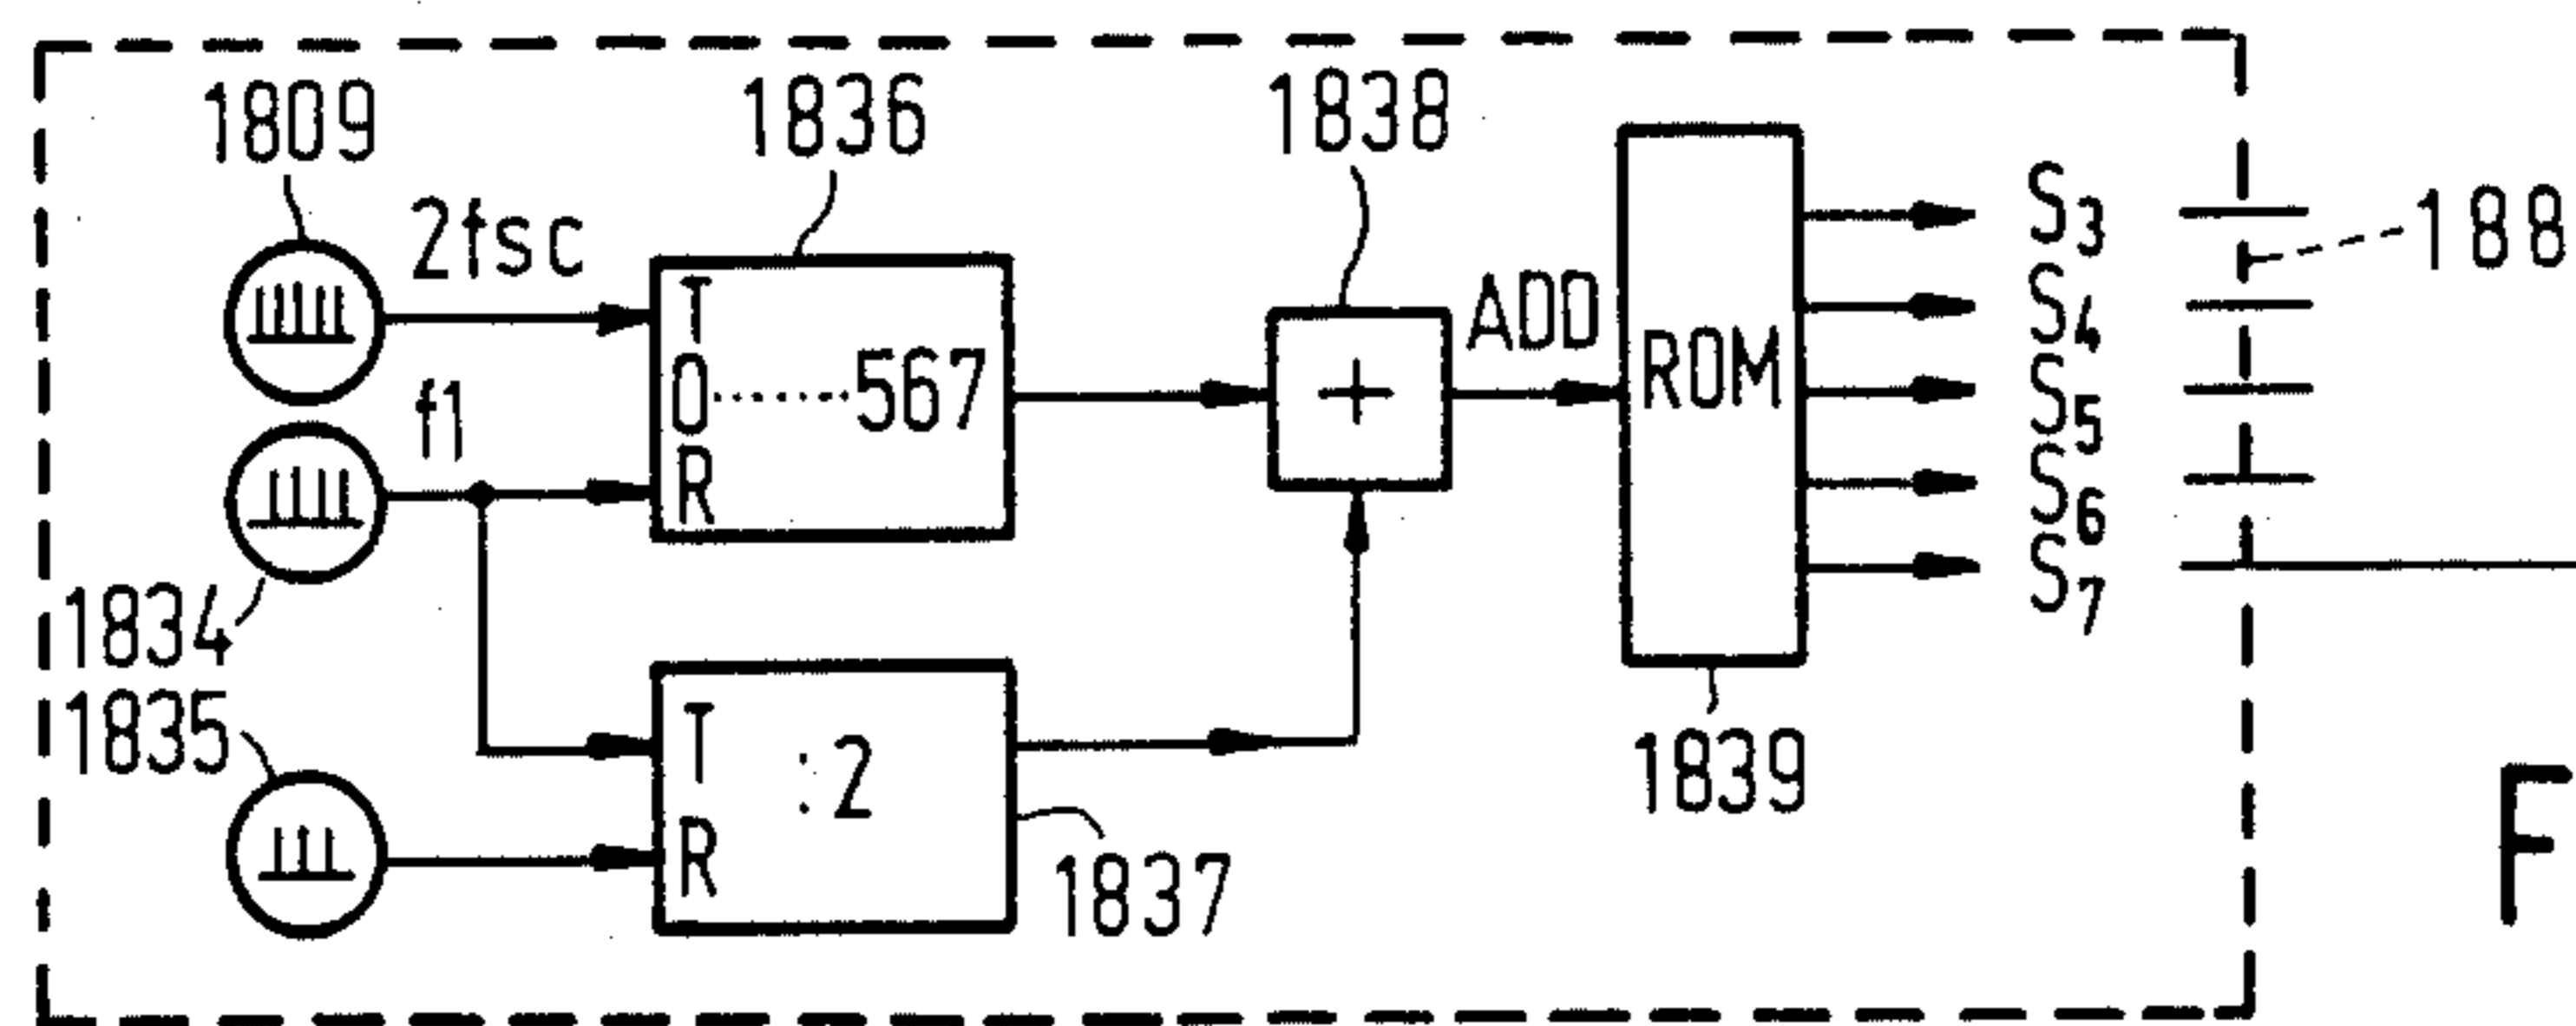 1809
1836
1838
2fsc
S3
188
T
S4
ADD
f1
0........567
+
ROM
S5
R
S6
S7
1834
1835
T
:2
R
1839
1837
F